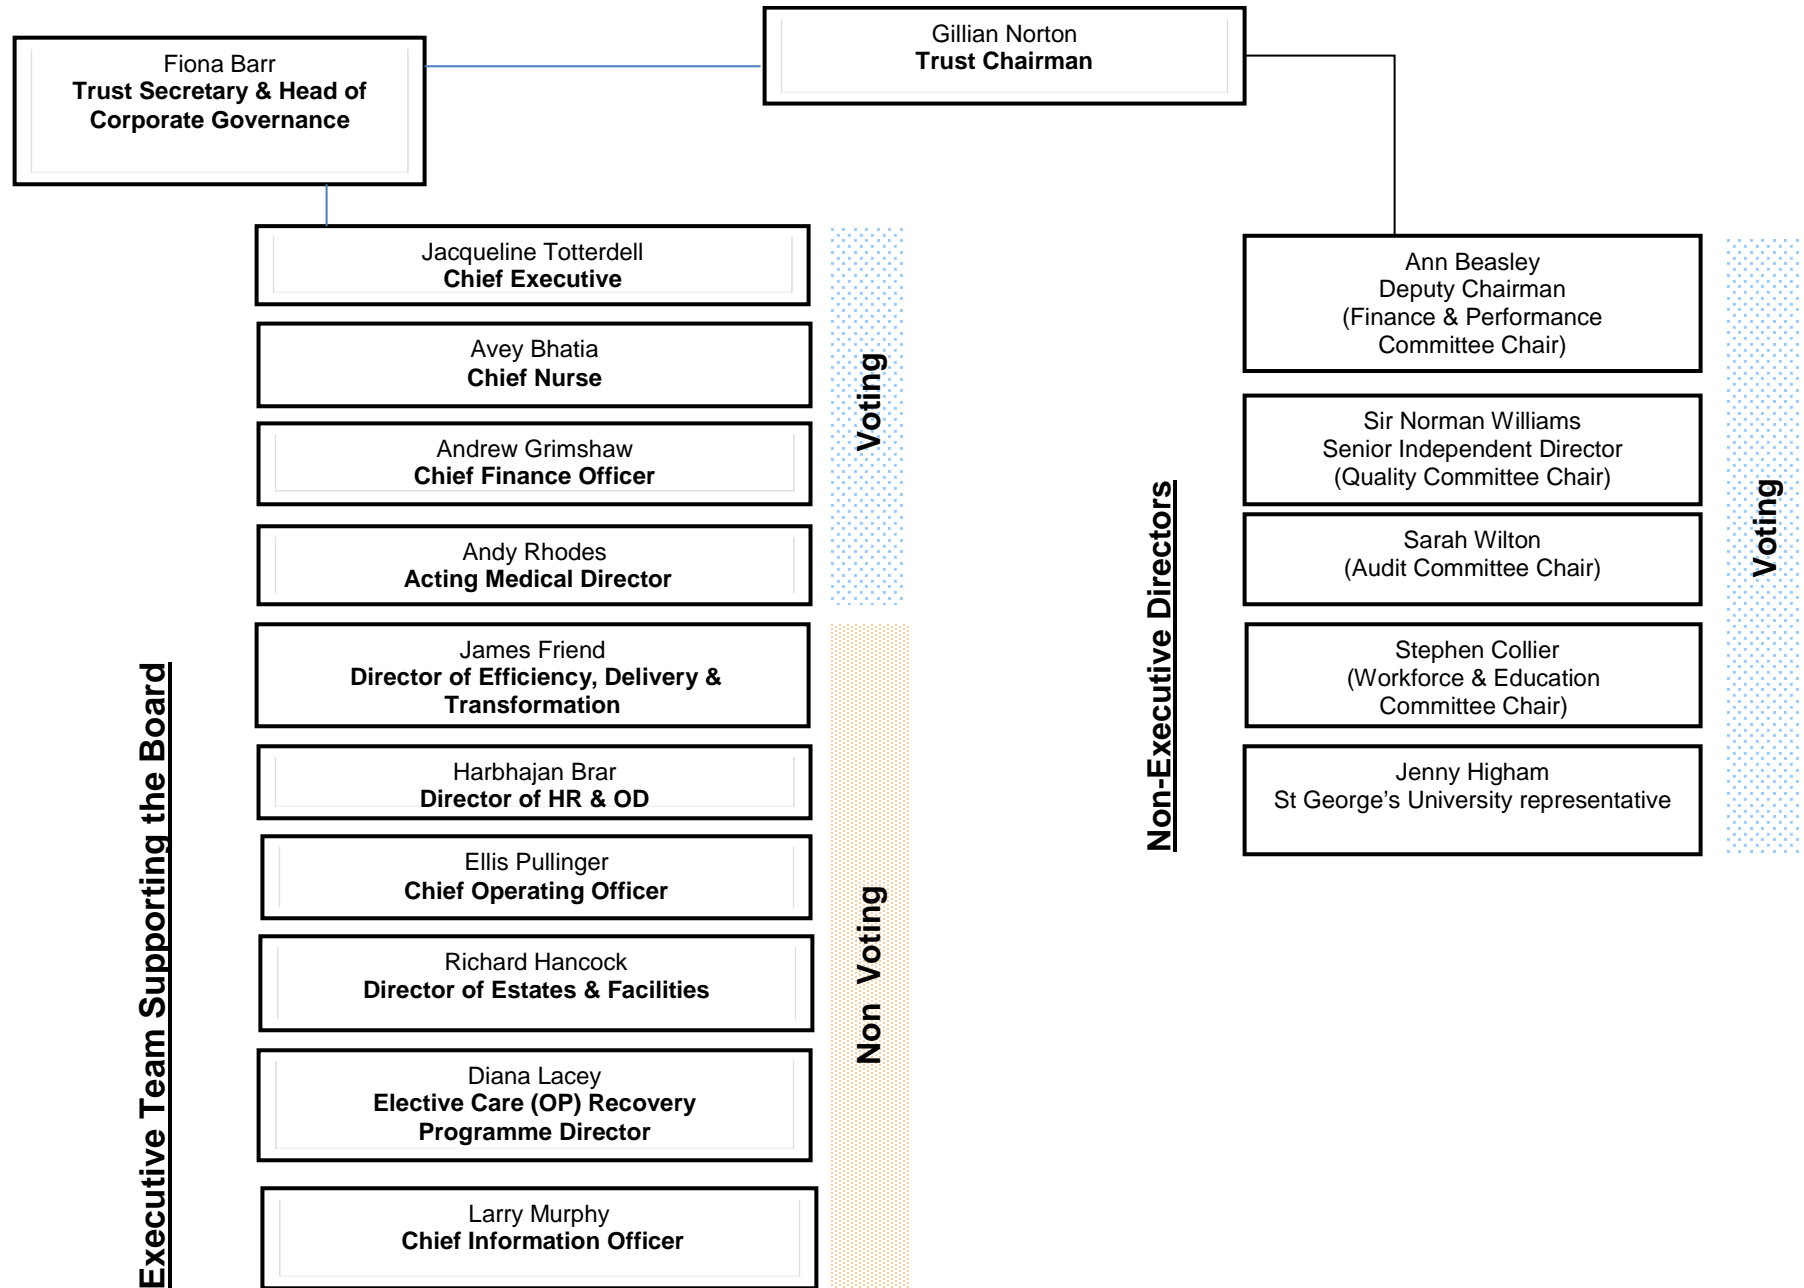 Gillian Norton
Trust Chairman
Fiona Barr
Trust Secretary & Head of
Corporate Governance
Executive Team Supporting the Board
Jacqueline Totterdell
Chief Executive
Avey Bhatia
Chief Nurse
Andrew Grimshaw
Chief Finance Officer
Andy Rhodes
Acting Medical Director
Voting
James Friend
Director of Efficiency, Delivery &
Transformation
Harbhajan Brar
Director of HR & OD
Ellis Pullinger
Chief Operating Officer
Richard Hancock
Director of Estates & Facilities
Diana Lacey
Elective Care (OP) Recovery
Programme Director
Larry Murphy
Chief Information Officer
Non Voting
Non-Executive Directors
Ann Beasley
Deputy Chairman
(Finance & Performance
Committee Chair)
Sir Norman Williams
Senior Independent Director
(Quality Committee Chair)
Sarah Wilton
(Audit Committee Chair)
Stephen Collier
(Workforce & Education
Committee Chair)
Jenny Higham
St George’s University representative
Voting